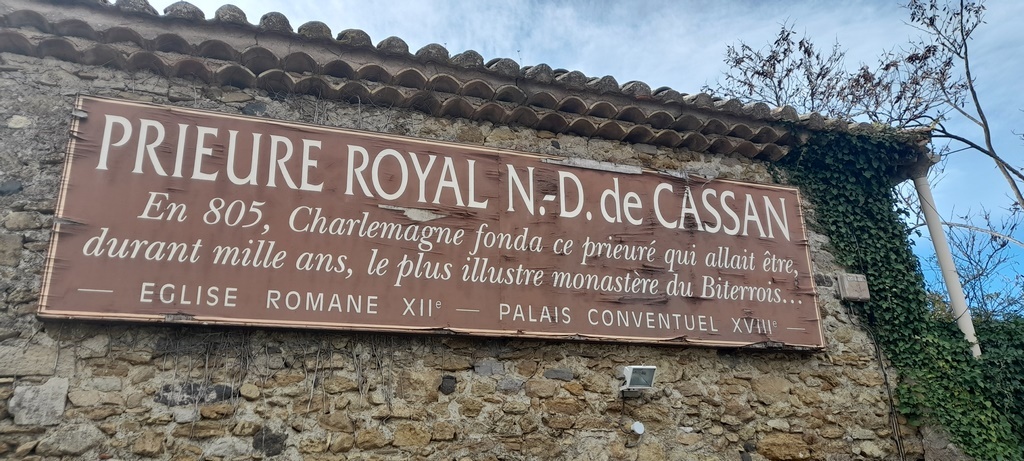 PRIEURE ROYAL N.-D. de CASSAN
En 805, Charlemagne fonda ce prieuré qui allait être,
durant mille ans, le plus illustre monastère du Biterrois...
— EGLISE ROMANE XIIe — PALAIS CONVENTUEL XVIIIe —